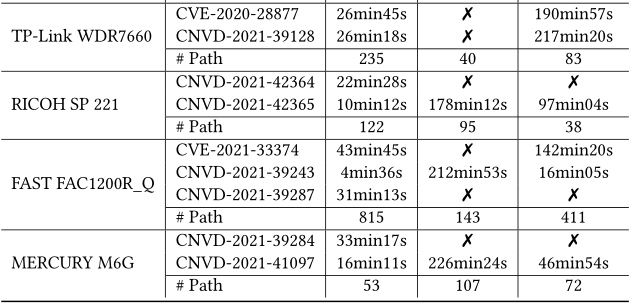 CVE-2020-28877 26min45s ✗ 190min57s
TP-Link WDR7660 CNVD-2021-39128 26min18s ✗ 217min20s
# Path 235 40 83
CNVD-2021-42364 22min28s ✗ ✗
RICOH SP 221 CNVD-2021-42365 10min12s 178min12s 97min04s
# Path 122 95 38
CVE-2021-33374 43min45s ✗ 142min20s
FAST FAC1200R_Q CNVD-2021-39243 4min36s 212min53s 16min05s
CNVD-2021-39287 31min13s ✗ ✗
# Path 815 143 411
CNVD-2021-39284 33min17s ✗ ✗
MERCURY M6G CNVD-2021-41097 16min11s 226min24s 46min54s
# Path 53 107 72